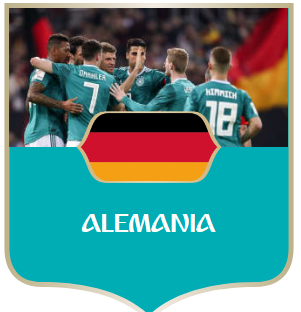 DRAXLER
7
KIMMICH
18
ALEMANIA